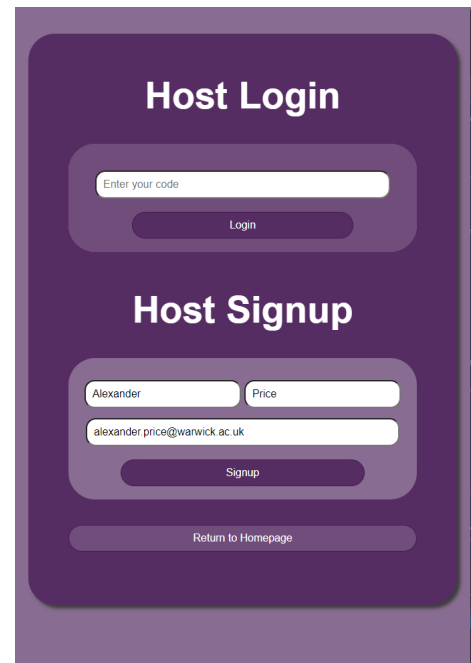 Host Login
Enter your code
Login
Host Signup
Alexander Price
alexander.price@warwick.ac.uk
Signup
Return to Homepage